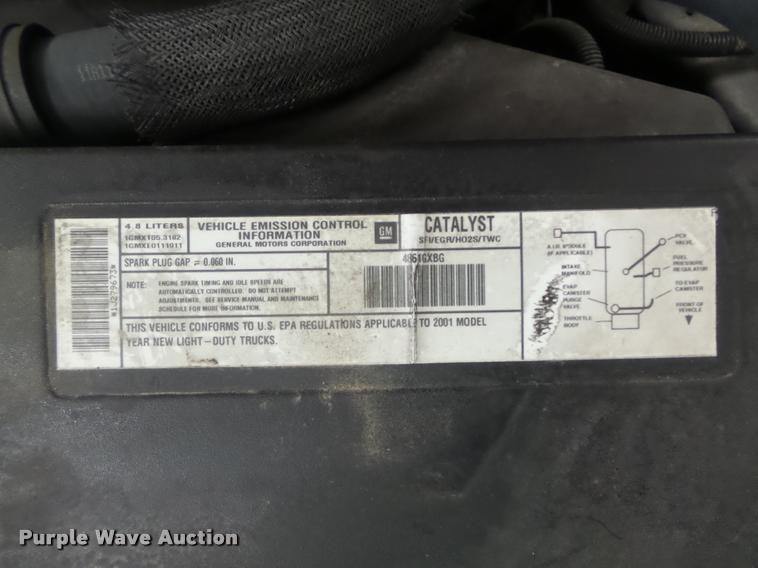 4.8 LITERS
1GMXT05.3182
1GMXE0111011
VEHICLE EMISSION CONTROL
INFORMATION
GENERAL MOTORS CORPORATION
GM
CATALYST
SFI/EGR/HO2S/TWC
SPARK PLUG GAP = 0.060 IN.
NOTE: ENGINE SPARK TIMING AND IDLE SPEEDS ARE
AUTOMATICALLY CONTROLLED. DO NOT ATTEMPT
ADJUSTMENTS. SEE SERVICE MANUAL AND MAINTENANCE
SCHEDULE FOR MORE INFORMATION.
THIS VEHICLE CONFORMS TO U.S. EPA REGULATIONS APPLICABLE TO 2001 MODEL
YEAR NEW LIGHT-DUTY TRUCKS.
A.I.R. MODULE
(IF APPLICABLE)
INTAKE
MANIFOLD
EVAP
CANISTER
PURGE
VALVE
THROTTLE
BODY
PCV
VALVE
FUEL
PRESSURE
REGULATOR
TO EVAP
CANISTER
FRONT OF
VEHICLE
Purple Wave Auction